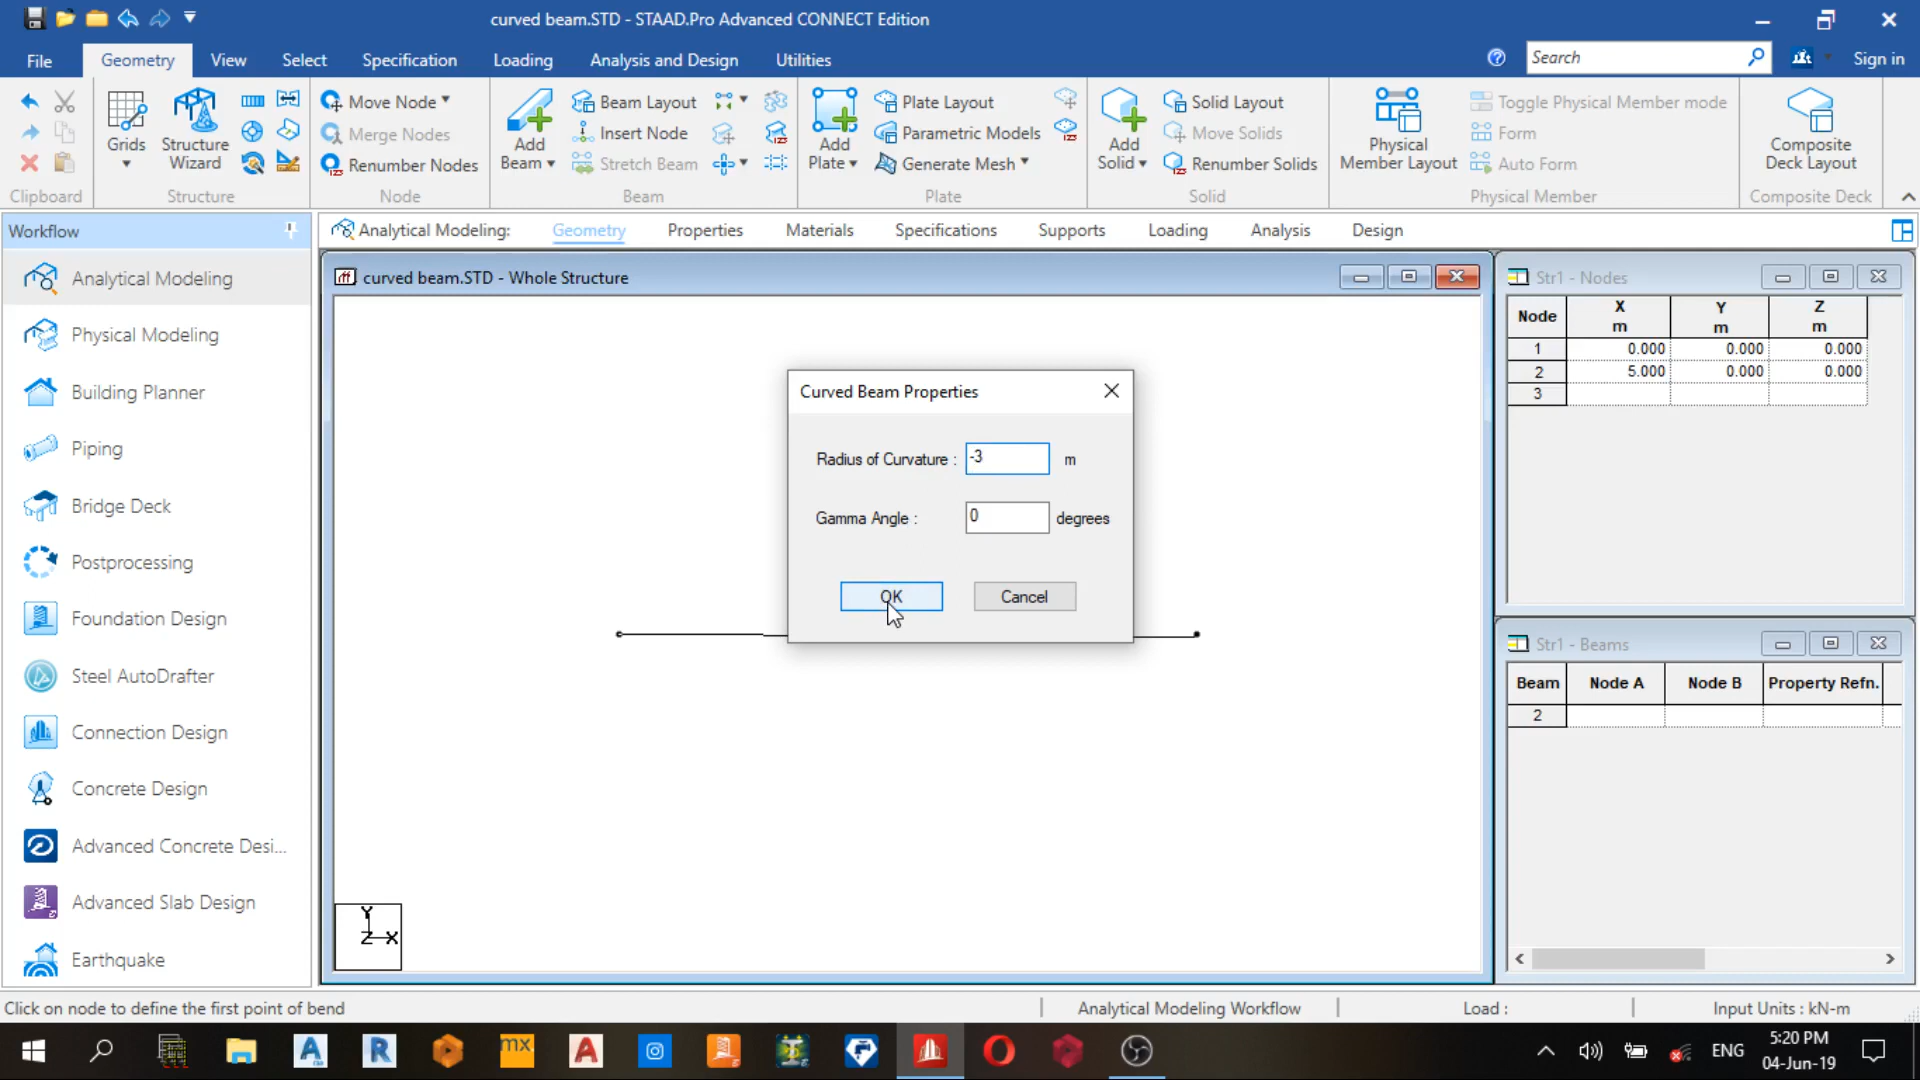 curved beam.STD - STAAD.Pro Advanced CONNECT Edition
File
Geometry
View
Select
Specification
Loading
Analysis and Design
Utilities
Search
Sign in
Grids
Structure
Wizard
Move Node
Merge Nodes
Renumber Nodes
Add
Beam
Beam Layout
Insert Node
Stretch Beam
Add
Plate
Plate Layout
Parametric Models
Generate Mesh
Add
Solid
Solid Layout
Move Solids
Renumber Solids
Physical
Member Layout
Toggle Physical Member mode
Form
Auto Form
Composite
Deck Layout
Clipboard
Structure
Node
Beam
Plate
Solid
Physical Member
Composite Deck
Workflow
Analytical Modeling:
Geometry
Properties
Materials
Specifications
Supports
Loading
Analysis
Design
Analytical Modeling
Physical Modeling
Building Planner
Piping
Bridge Deck
Postprocessing
Foundation Design
Steel AutoDrafter
Connection Design
Concrete Design
Advanced Concrete Desi...
Advanced Slab Design
Earthquake
curved beam.STD - Whole Structure
Curved Beam Properties
Radius of Curvature : -3 m
Gamma Angle : 0 degrees
OK
Cancel
Y
Z X
Str1 - Nodes
Node X m Y m Z m
1 0.000 0.000 0.000
2 5.000 0.000 0.000
3
Str1 - Beams
Beam Node A Node B Property Refn.
2
Click on node to define the first point of bend
Analytical Modeling Workflow
Load :
Input Units : kN-m
mx
ENG
5:20 PM
04-Jun-19